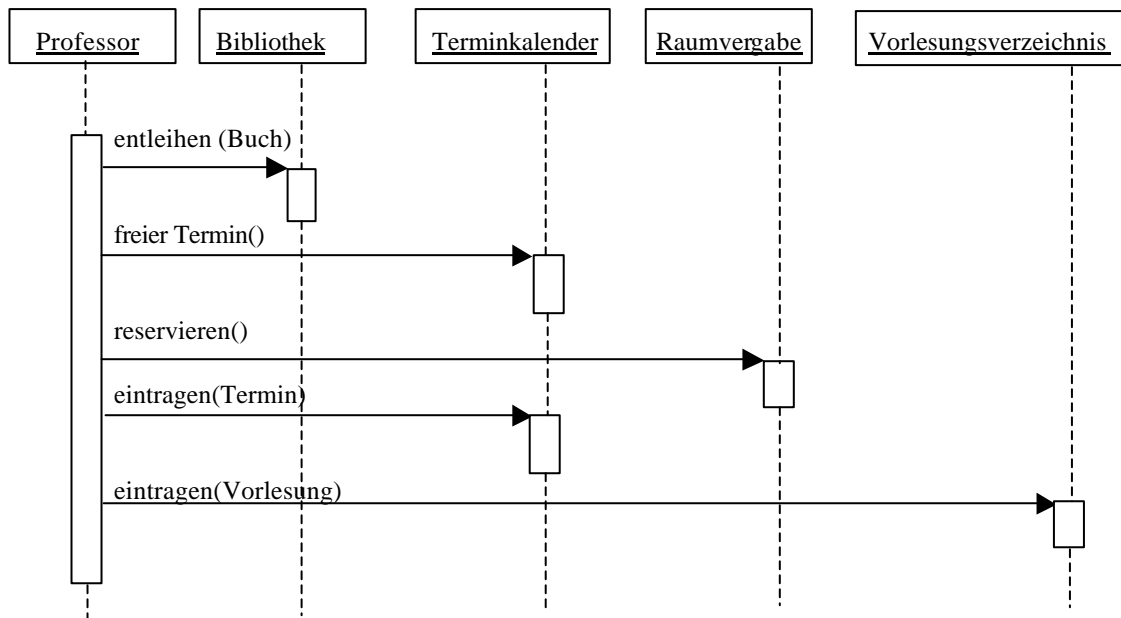 Professor
Bibliothek
Terminkalender
Raumvergabe
Vorlesungsverzeichnis
entleihen (Buch)
freier Termin()
reservieren()
eintragen(Termin)
eintragen(Vorlesung)